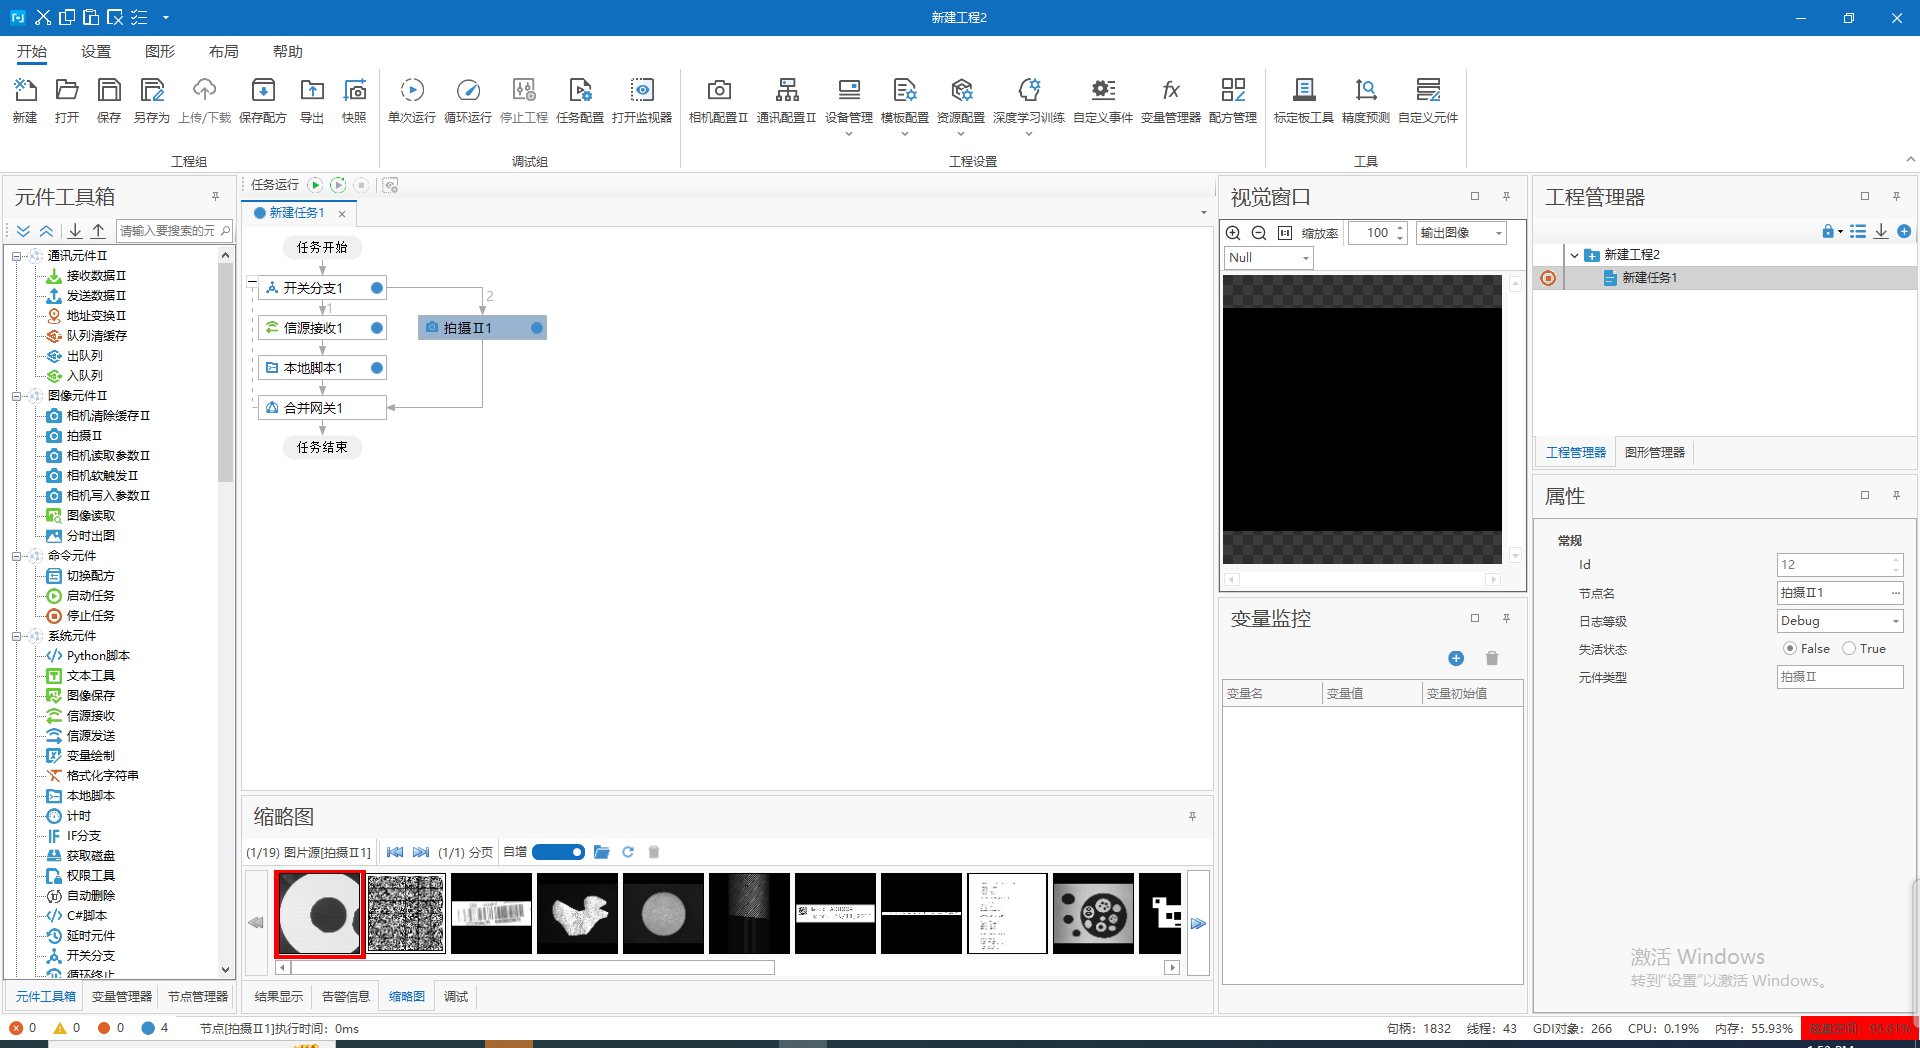 新建工程2
开始 设置 图形 布局 帮助
新建 打开 保存 另存为 上传/下载 保存配方 导出 快照 单次运行 循环运行 停止工程 任务配置 打开监视器 相机配置Ⅱ 通讯配置Ⅱ 设备管理 模板配置 资源配置 深度学习训练 自定义事件 变量管理器 配方管理 标定板工具 精度预测 自定义元件
工程组 调试组 工程设置 工具
元件工具箱
请输入要搜索的元
通讯元件Ⅱ
接收数据Ⅱ
发送数据Ⅱ
地址变换Ⅱ
队列清缓存
出队列
入队列
图像元件Ⅱ
相机清除缓存Ⅱ
拍摄Ⅱ
相机读取参数Ⅱ
相机软触发Ⅱ
相机写入参数Ⅱ
图像读取
分时出图
命令元件
切换配方
启动任务
停止任务
系统元件
Python脚本
文本工具
图像保存
信源接收
信源发送
变量绘制
格式化字符串
本地脚本
计时
IF分支
获取磁盘
权限工具
自动删除
C#脚本
延时元件
开关分支
循环终止
元件工具箱 变量管理器 节点管理器
任务运行
新建任务1
任务开始
开关分支1
1
2
信源接收1
拍摄Ⅱ1
本地脚本1
合并网关1
任务结束
缩略图
(1/19) 图片源[拍摄Ⅱ1] (1/1) 分页 自增
结果显示 告警信息 缩略图 调试
视觉窗口
缩放率 100 输出图像
Null
变量监控
变量名 变量值 变量初始值
工程管理器
新建工程2
新建任务1
工程管理器 图形管理器
属性
常规
Id 12
节点名 拍摄Ⅱ1
日志等级 Debug
失活状态 False True
元件类型 拍摄Ⅱ
激活 Windows
转到“设置”以激活 Windows。
0 0 0 4 节点[拍摄Ⅱ1]执行时间：0ms
句柄：1832 线程：43 GDI对象：266 CPU：0.19% 内存：55.93%